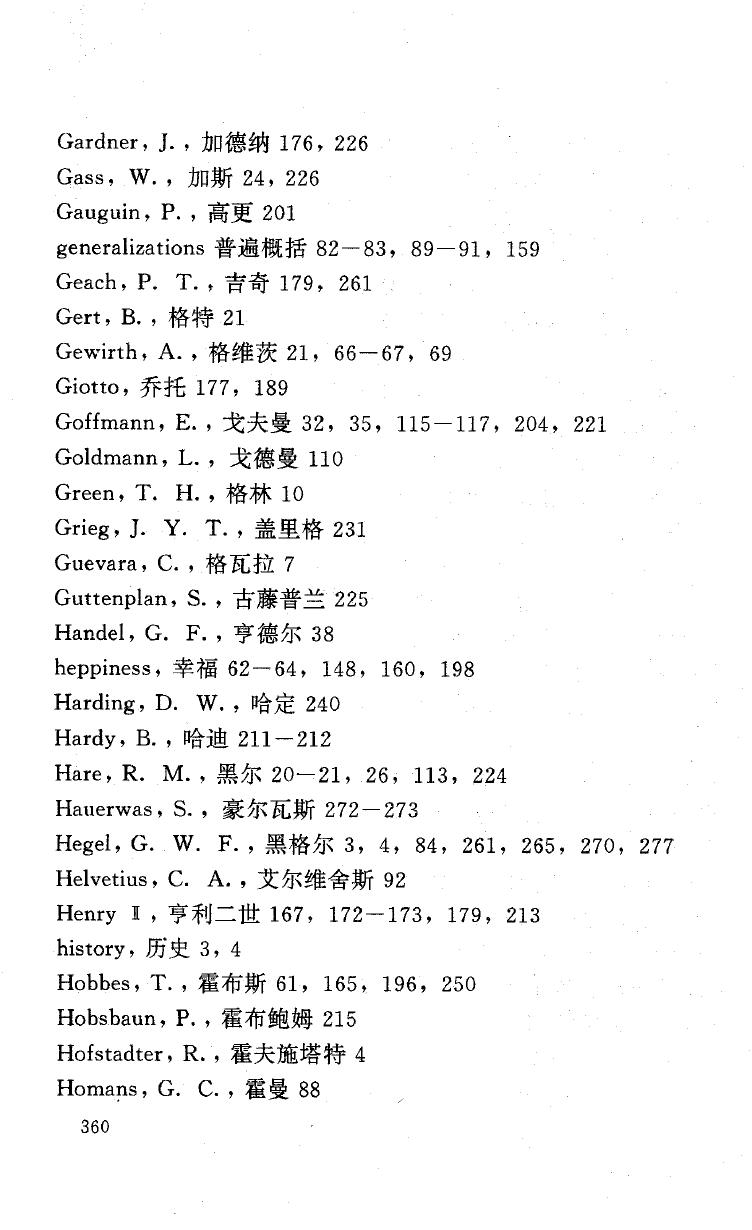 Gardner, J. , 加德纳 176, 226
Gass, W. , 加斯 24, 226
Gauguin, P. , 高更 201
generalizations 普遍概括 82—83, 89—91, 159
Geach, P. T. , 吉奇 179, 261
Gert, B. , 格特 21
Gewirth, A. , 格维茨 21, 66—67, 69
Giotto, 乔托 177, 189
Goffmann, E. , 戈夫曼 32, 35, 115—117, 204, 221
Goldmann, L. , 戈德曼 110
Green, T. H. , 格林 10
Grieg, J. Y. T. , 盖里格 231
Guevara, C. , 格瓦拉 7
Guttenplan, S. , 古藤普兰 225
Handel, G. F. , 亨德尔 38
heppiness, 幸福 62—64, 148, 160, 198
Harding, D. W. , 哈定 240
Hardy, B. , 哈迪 211—212
Hare, R. M. , 黑尔 20—21, 26, 113, 224
Hauerwas, S. , 豪尔瓦斯 272—273
Hegel, G. W. F. , 黑格尔 3, 4, 84, 261, 265, 270, 277
Helvetius, C. A. , 艾尔维舍斯 92
Henry Ⅱ, 亨利二世 167, 172—173, 179, 213
history, 历史 3, 4
Hobbes, T. , 霍布斯 61, 165, 196, 250
Hobsbaun, P. , 霍布鲍姆 215
Hofstadter, R. , 霍夫施塔特 4
Homans, G. C. , 霍曼 88
360